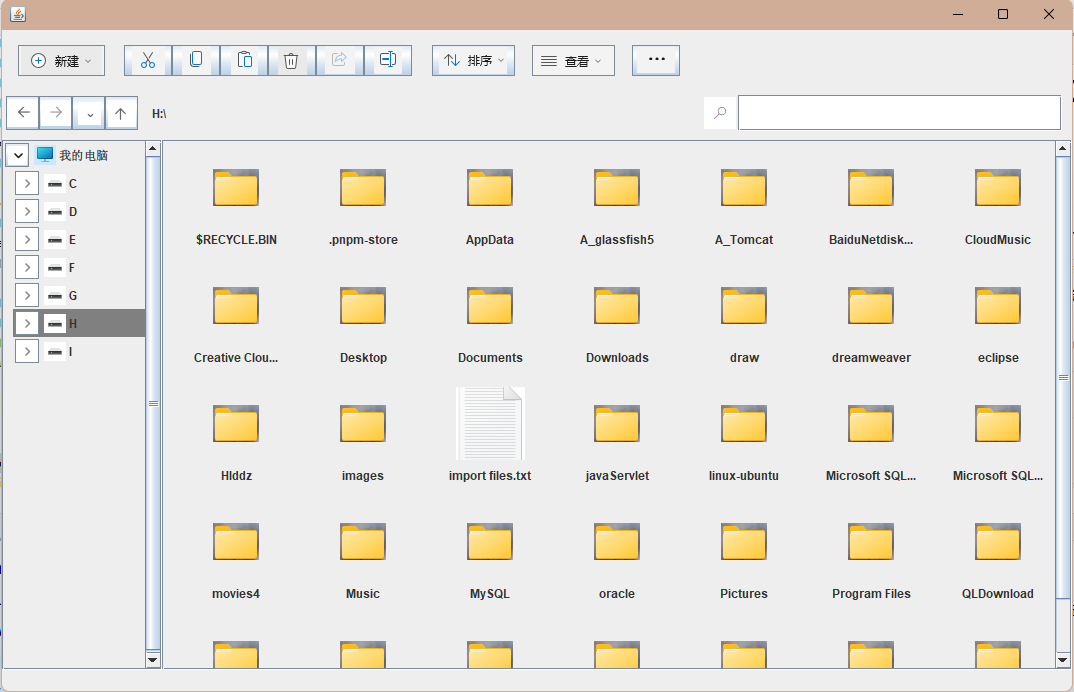 新建
排序
查看
H:\
我的电脑
C
D
E
F
G
H
I
$RECYCLE.BIN .pnpm-store AppData A_glassfish5 A_Tomcat BaiduNetdisk... CloudMusic
Creative Clou... Desktop Documents Downloads draw dreamweaver eclipse
Hlddz images import files.txt javaServlet linux-ubuntu Microsoft SQL... Microsoft SQL...
movies4 Music MySQL oracle Pictures Program Files QLDownload